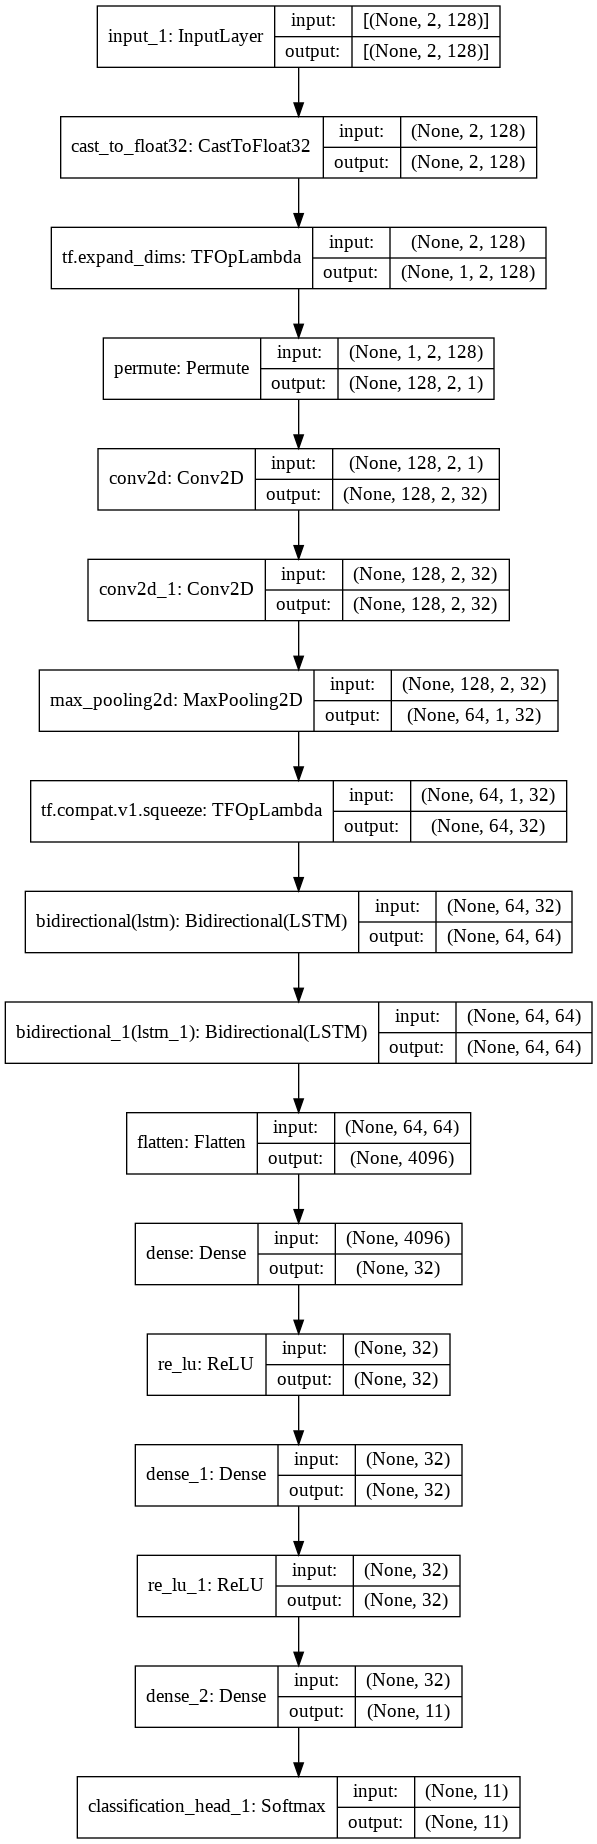 input_1: InputLayer
input: [(None, 2, 128)]
output: [(None, 2, 128)]
cast_to_float32: CastToFloat32
input: (None, 2, 128)
output: (None, 2, 128)
tf.expand_dims: TFOpLambda
input: (None, 2, 128)
output: (None, 1, 2, 128)
permute: Permute
input: (None, 1, 2, 128)
output: (None, 128, 2, 1)
conv2d: Conv2D
input: (None, 128, 2, 1)
output: (None, 128, 2, 32)
conv2d_1: Conv2D
input: (None, 128, 2, 32)
output: (None, 128, 2, 32)
max_pooling2d: MaxPooling2D
input: (None, 128, 2, 32)
output: (None, 64, 1, 32)
tf.compat.v1.squeeze: TFOpLambda
input: (None, 64, 1, 32)
output: (None, 64, 32)
bidirectional(lstm): Bidirectional(LSTM)
input: (None, 64, 32)
output: (None, 64, 64)
bidirectional_1(lstm_1): Bidirectional(LSTM)
input: (None, 64, 64)
output: (None, 64, 64)
flatten: Flatten
input: (None, 64, 64)
output: (None, 4096)
dense: Dense
input: (None, 4096)
output: (None, 32)
re_lu: ReLU
input: (None, 32)
output: (None, 32)
dense_1: Dense
input: (None, 32)
output: (None, 32)
re_lu_1: ReLU
input: (None, 32)
output: (None, 32)
dense_2: Dense
input: (None, 32)
output: (None, 11)
classification_head_1: Softmax
input: (None, 11)
output: (None, 11)